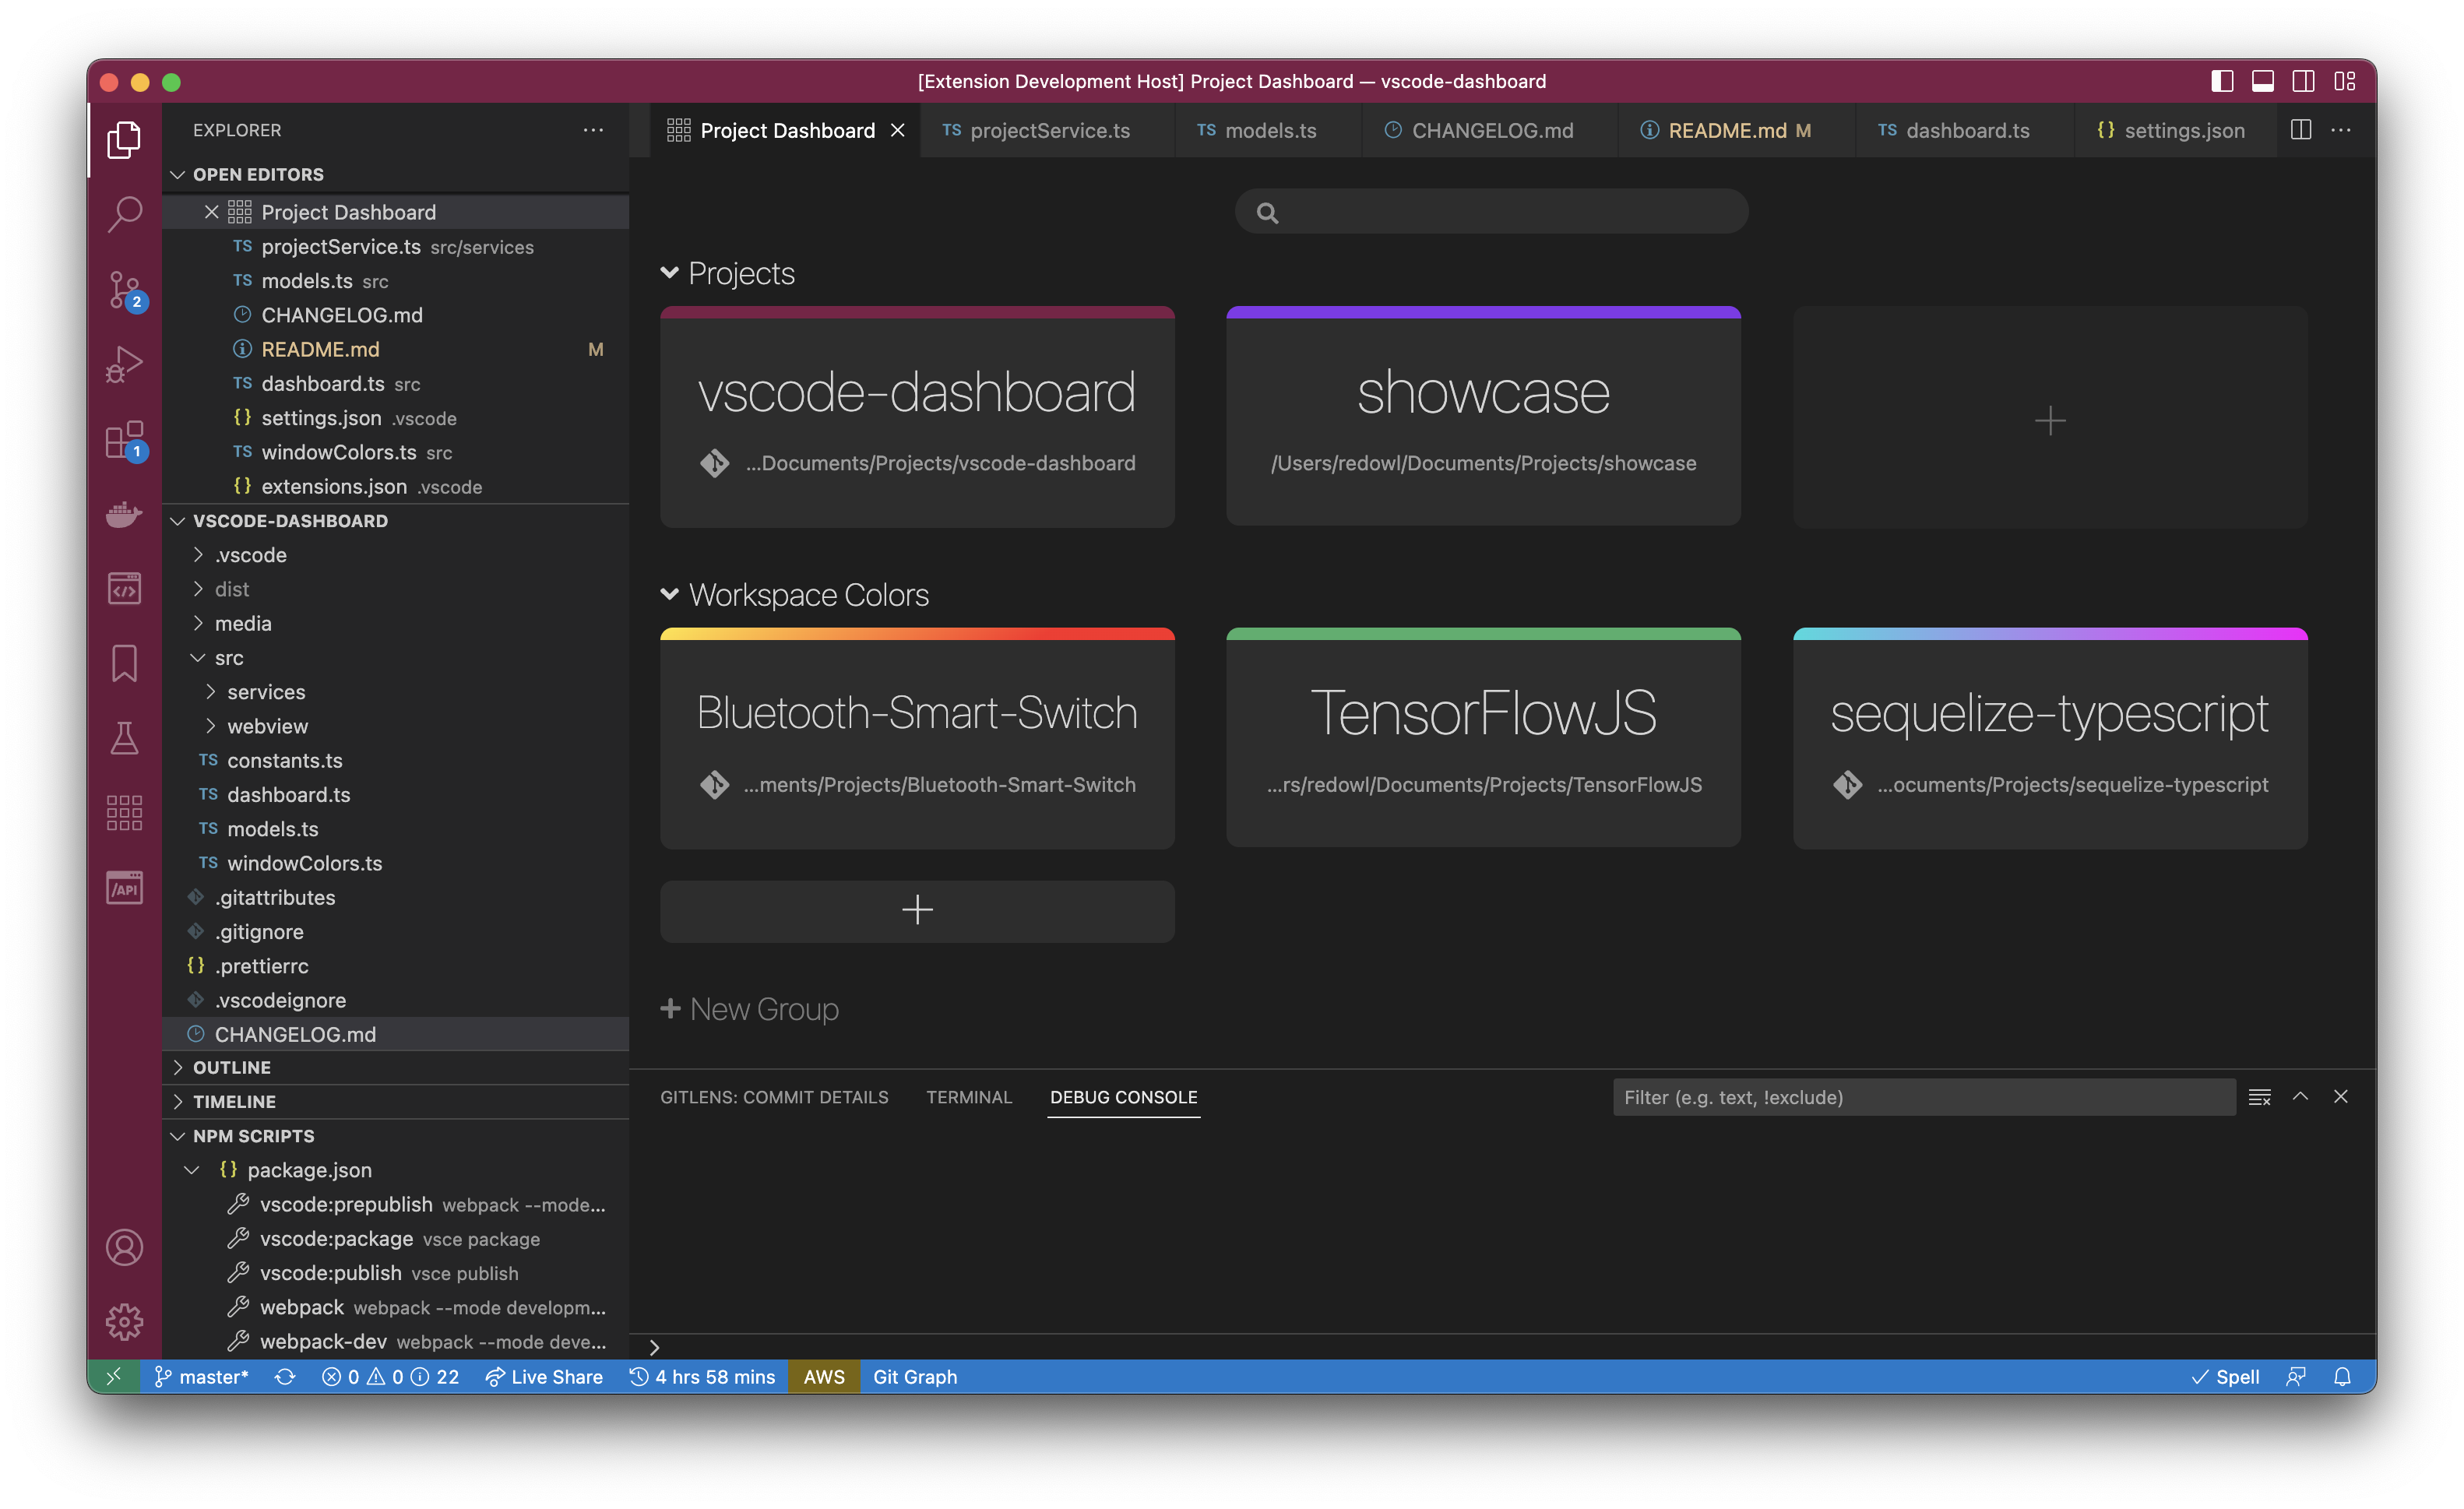 [Extension Development Host] Project Dashboard — vscode-dashboard
EXPLORER
OPEN EDITORS
Project Dashboard
TS projectService.ts src/services
TS models.ts src
CHANGELOG.md
README.md M
TS dashboard.ts src
{} settings.json .vscode
TS windowColors.ts src
{} extensions.json .vscode
VSCODE-DASHBOARD
.vscode
dist
media
src
services
webview
TS constants.ts
TS dashboard.ts
TS models.ts
TS windowColors.ts
.gitattributes
.gitignore
{} .prettierrc
.vscodeignore
CHANGELOG.md
OUTLINE
TIMELINE
NPM SCRIPTS
{} package.json
vscode:prepublish webpack --mode...
vscode:package vsce package
vscode:publish vsce publish
webpack webpack --mode developm...
webpack-dev webpack --mode deve...
2
1
/API
Project Dashboard
TS projectService.ts
TS models.ts
CHANGELOG.md
README.md M
TS dashboard.ts
{} settings.json
Projects
vscode-dashboard
...Documents/Projects/vscode-dashboard
showcase
/Users/redowl/Documents/Projects/showcase
Workspace Colors
Bluetooth-Smart-Switch
...ments/Projects/Bluetooth-Smart-Switch
TensorFlowJS
...rs/redowl/Documents/Projects/TensorFlowJS
sequelize-typescript
...ocuments/Projects/sequelize-typescript
+ New Group
GITLENS: COMMIT DETAILS
TERMINAL
DEBUG CONSOLE
Filter (e.g. text, !exclude)
master*
0 0 22
Live Share
4 hrs 58 mins
AWS
Git Graph
Spell